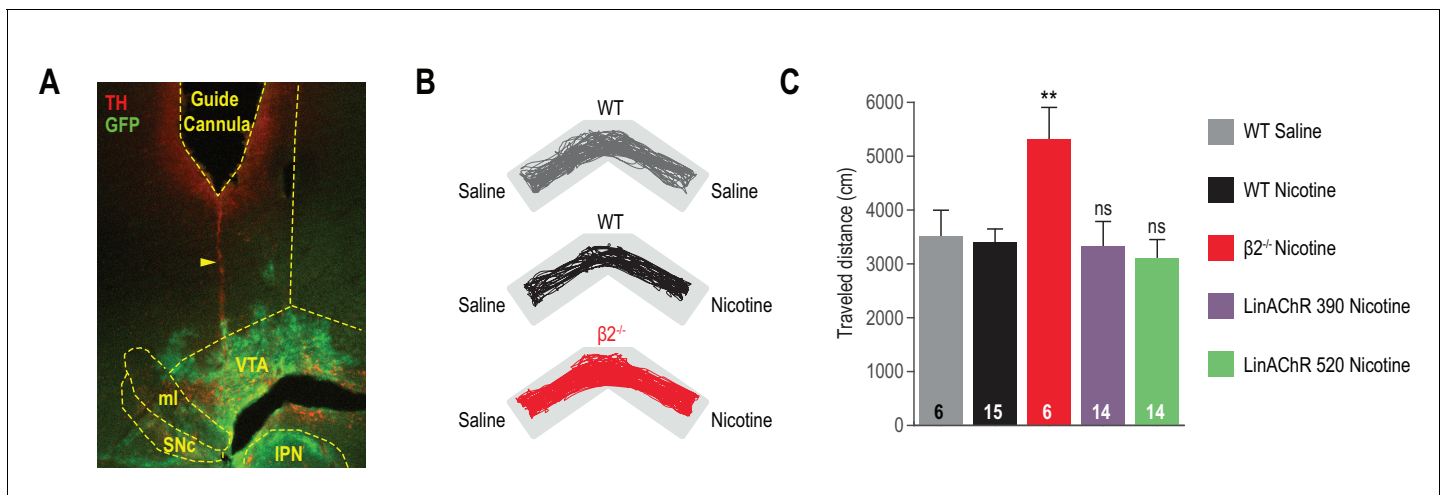 A
TH
GFP
Guide
Cannula
VTA
ml
SNc
IPN
B
WT
Saline
Saline
WT
Saline
Nicotine
β2-/-
Saline
Nicotine
C
Traveled distance (cm)
6000
5000
4000
3000
2000
1000
0
**
ns
ns
6
15
6
14
14
WT Saline
WT Nicotine
β2-/- Nicotine
LinAChR 390 Nicotine
LinAChR 520 Nicotine